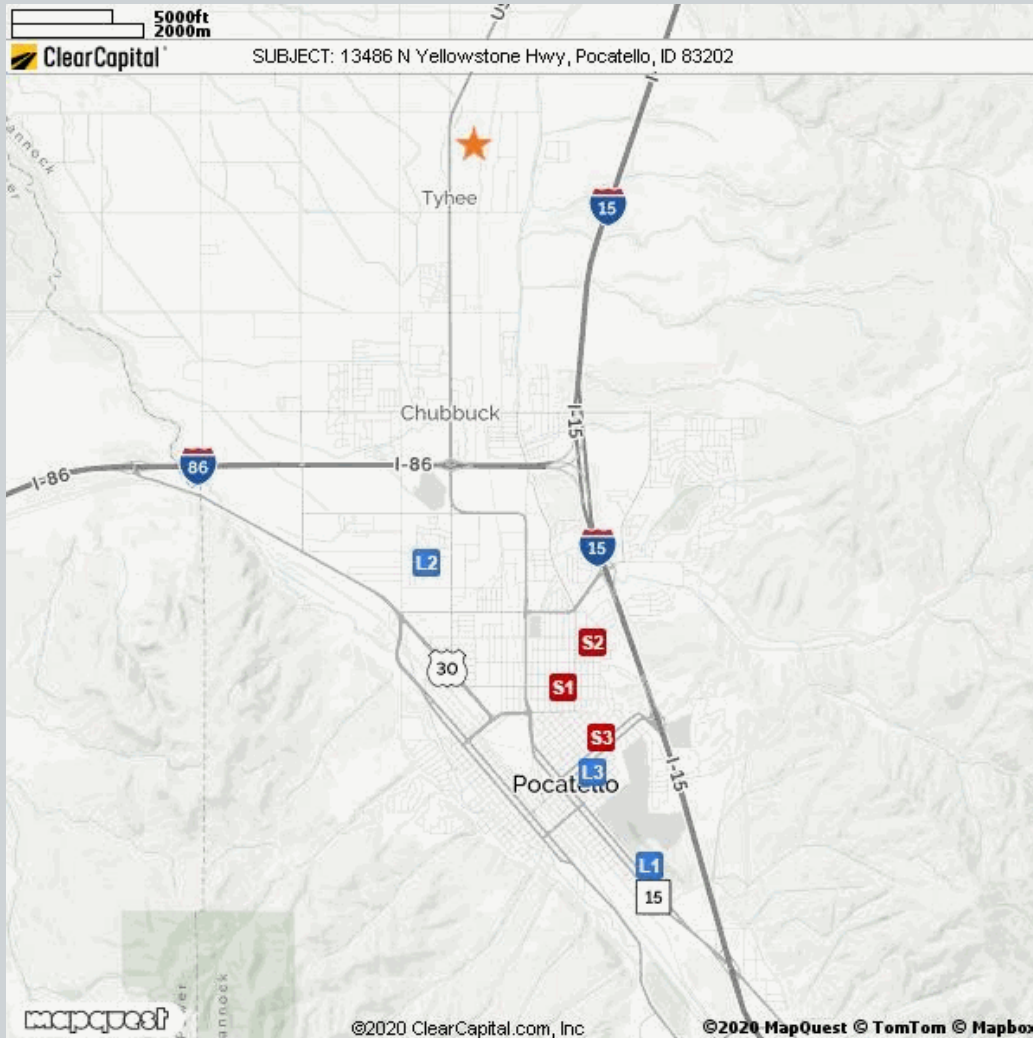 5000ft
2000m
ClearCapital
SUBJECT: 13486 N Yellowstone Hwy, Pocatello, ID 83202
Tyhee
15
Chubbuck
I-15
I-86
I-86
86
15
L2
S2
30
S1
S3
L3
Pocatello
I-15
L1
15
mapquest
©2020 ClearCapital.com, Inc
©2020 MapQuest © TomTom © Mapbox